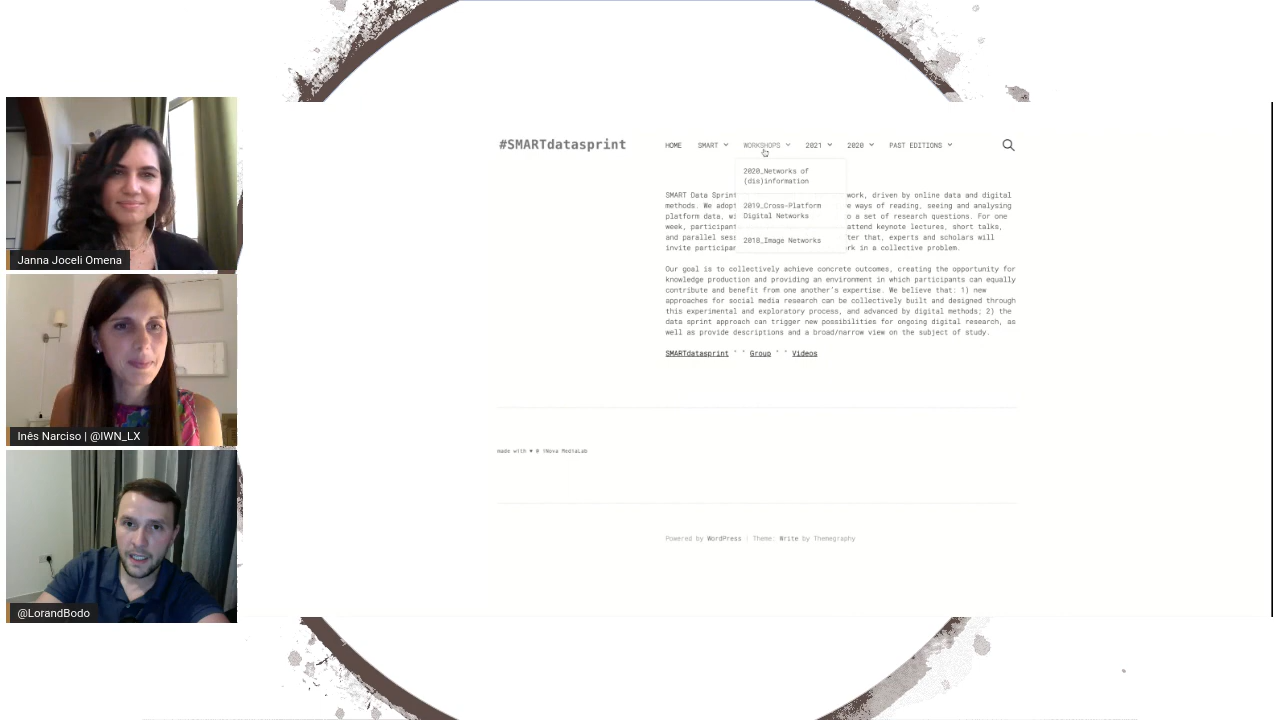 #SMARTdatasprint
HOME SMART WORKSHOPS 2021 2020 PAST EDITIONS
2020_Networks of
(dis)information
2019_Cross-Platform
Digital Networks
2018_Image Networks
SMART Data Sprint work, driven by online data and digital
methods. We adopt ways of reading, seeing and analysing
platform data, to a set of research questions. For one
week, participant attend keynote lectures, short talks,
and parallel that, experts and scholars will
invite in a collective problem.
Our goal is to collectively achieve concrete outcomes, creating the opportunity for
knowledge production and providing an environment in which participants can equally
contribute and benefit from one another's expertise. We believe that: 1) new
approaches for social media research can be collectively built and designed through
this experimental and exploratory process, and advanced by digital methods; 2) the
data sprint approach can trigger new possibilities for ongoing digital research, as
well as provide descriptions and a broad/narrow view on the subject of study.
SMARTdatasprint * * Group * * Videos
made with ♥ @ iNova MediaLab
Powered by WordPress | Theme: Write by Themegraphy
Janna Joceli Omena
Inês Narciso | @IWN_LX
@LorandBodo